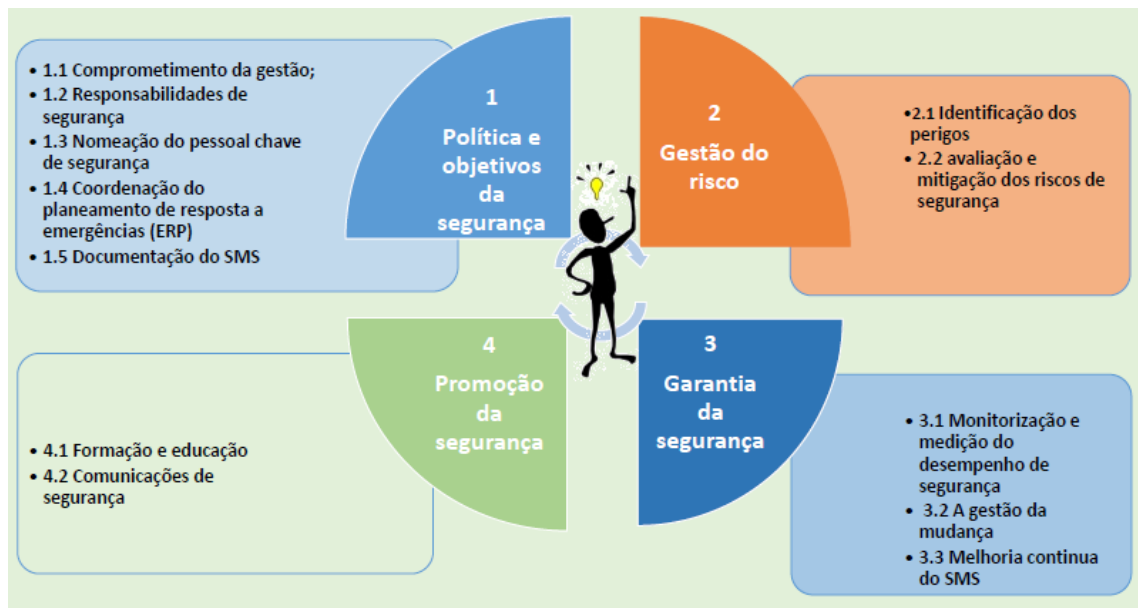 • 1.1 Comprometimento da gestão;
• 1.2 Responsabilidades de
segurança
• 1.3 Nomeação do pessoal chave
de segurança
• 1.4 Coordenação do
planeamento de resposta a
emergências (ERP)
• 1.5 Documentação do SMS
1
Política e
objetivos
da
segurança
2
Gestão do
risco
•2.1 Identificação dos
perigos
• 2.2 avaliação e
mitigação dos riscos de
segurança
4
Promoção
da
segurança
3
Garantia
da
segurança
• 4.1 Formação e educação
• 4.2 Comunicações de
segurança
• 3.1 Monitorização e
medição do
desempenho de
segurança
• 3.2 A gestão da
mudança
• 3.3 Melhoria continua
do SMS